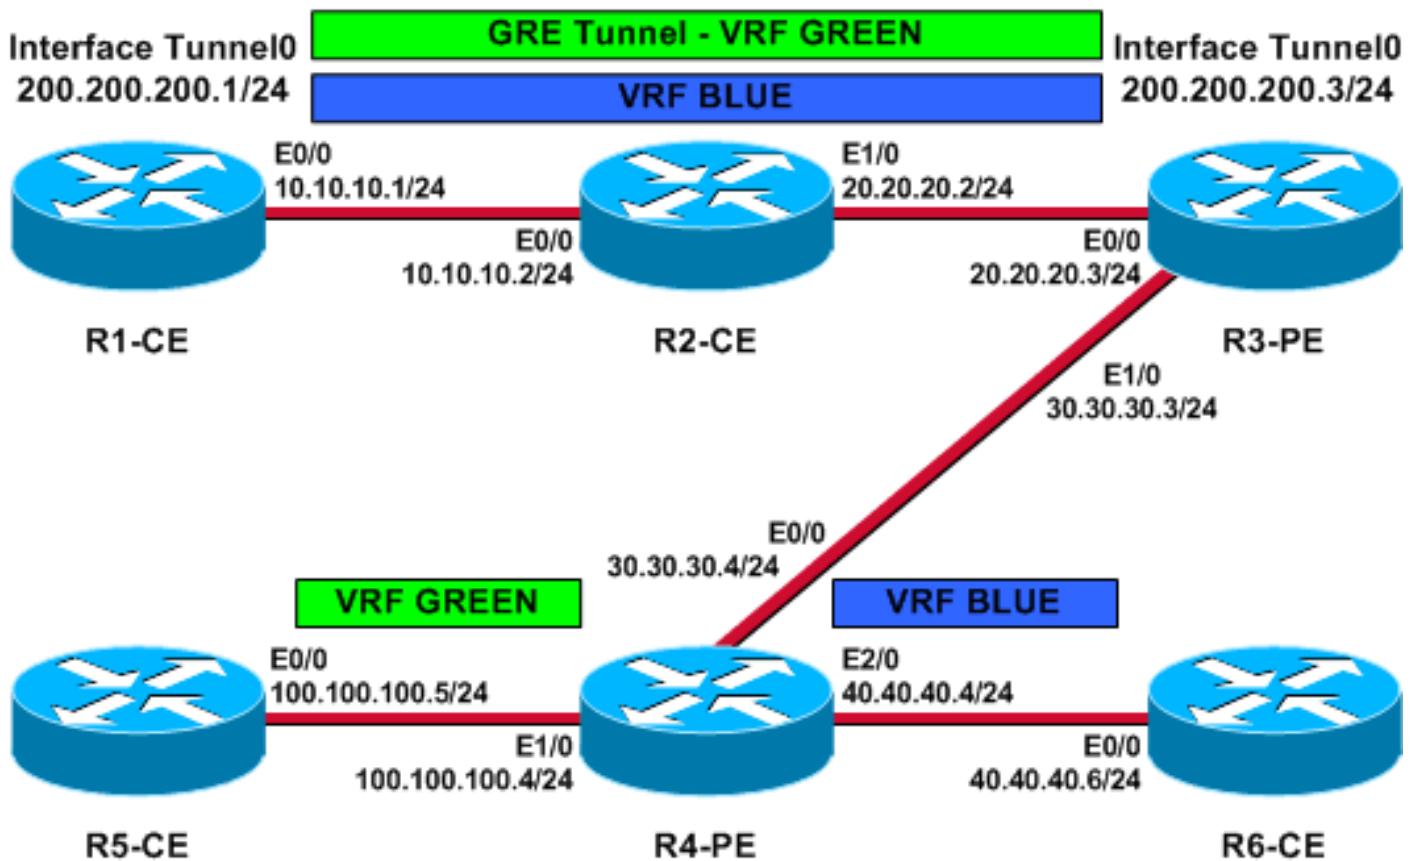 GRE Tunnel - VRF GREEN
Interface Tunnel0
200.200.200.1/24
Interface Tunnel0
200.200.200.3/24
VRF BLUE
E0/0
10.10.10.1/24
E1/0
20.20.20.2/24
E0/0
10.10.10.2/24
E0/0
20.20.20.3/24
R1-CE
R2-CE
R3-PE
E1/0
30.30.30.3/24
E0/0
30.30.30.4/24
VRF GREEN
VRF BLUE
E0/0
100.100.100.5/24
E2/0
40.40.40.4/24
E1/0
100.100.100.4/24
E0/0
40.40.40.6/24
R5-CE
R4-PE
R6-CE